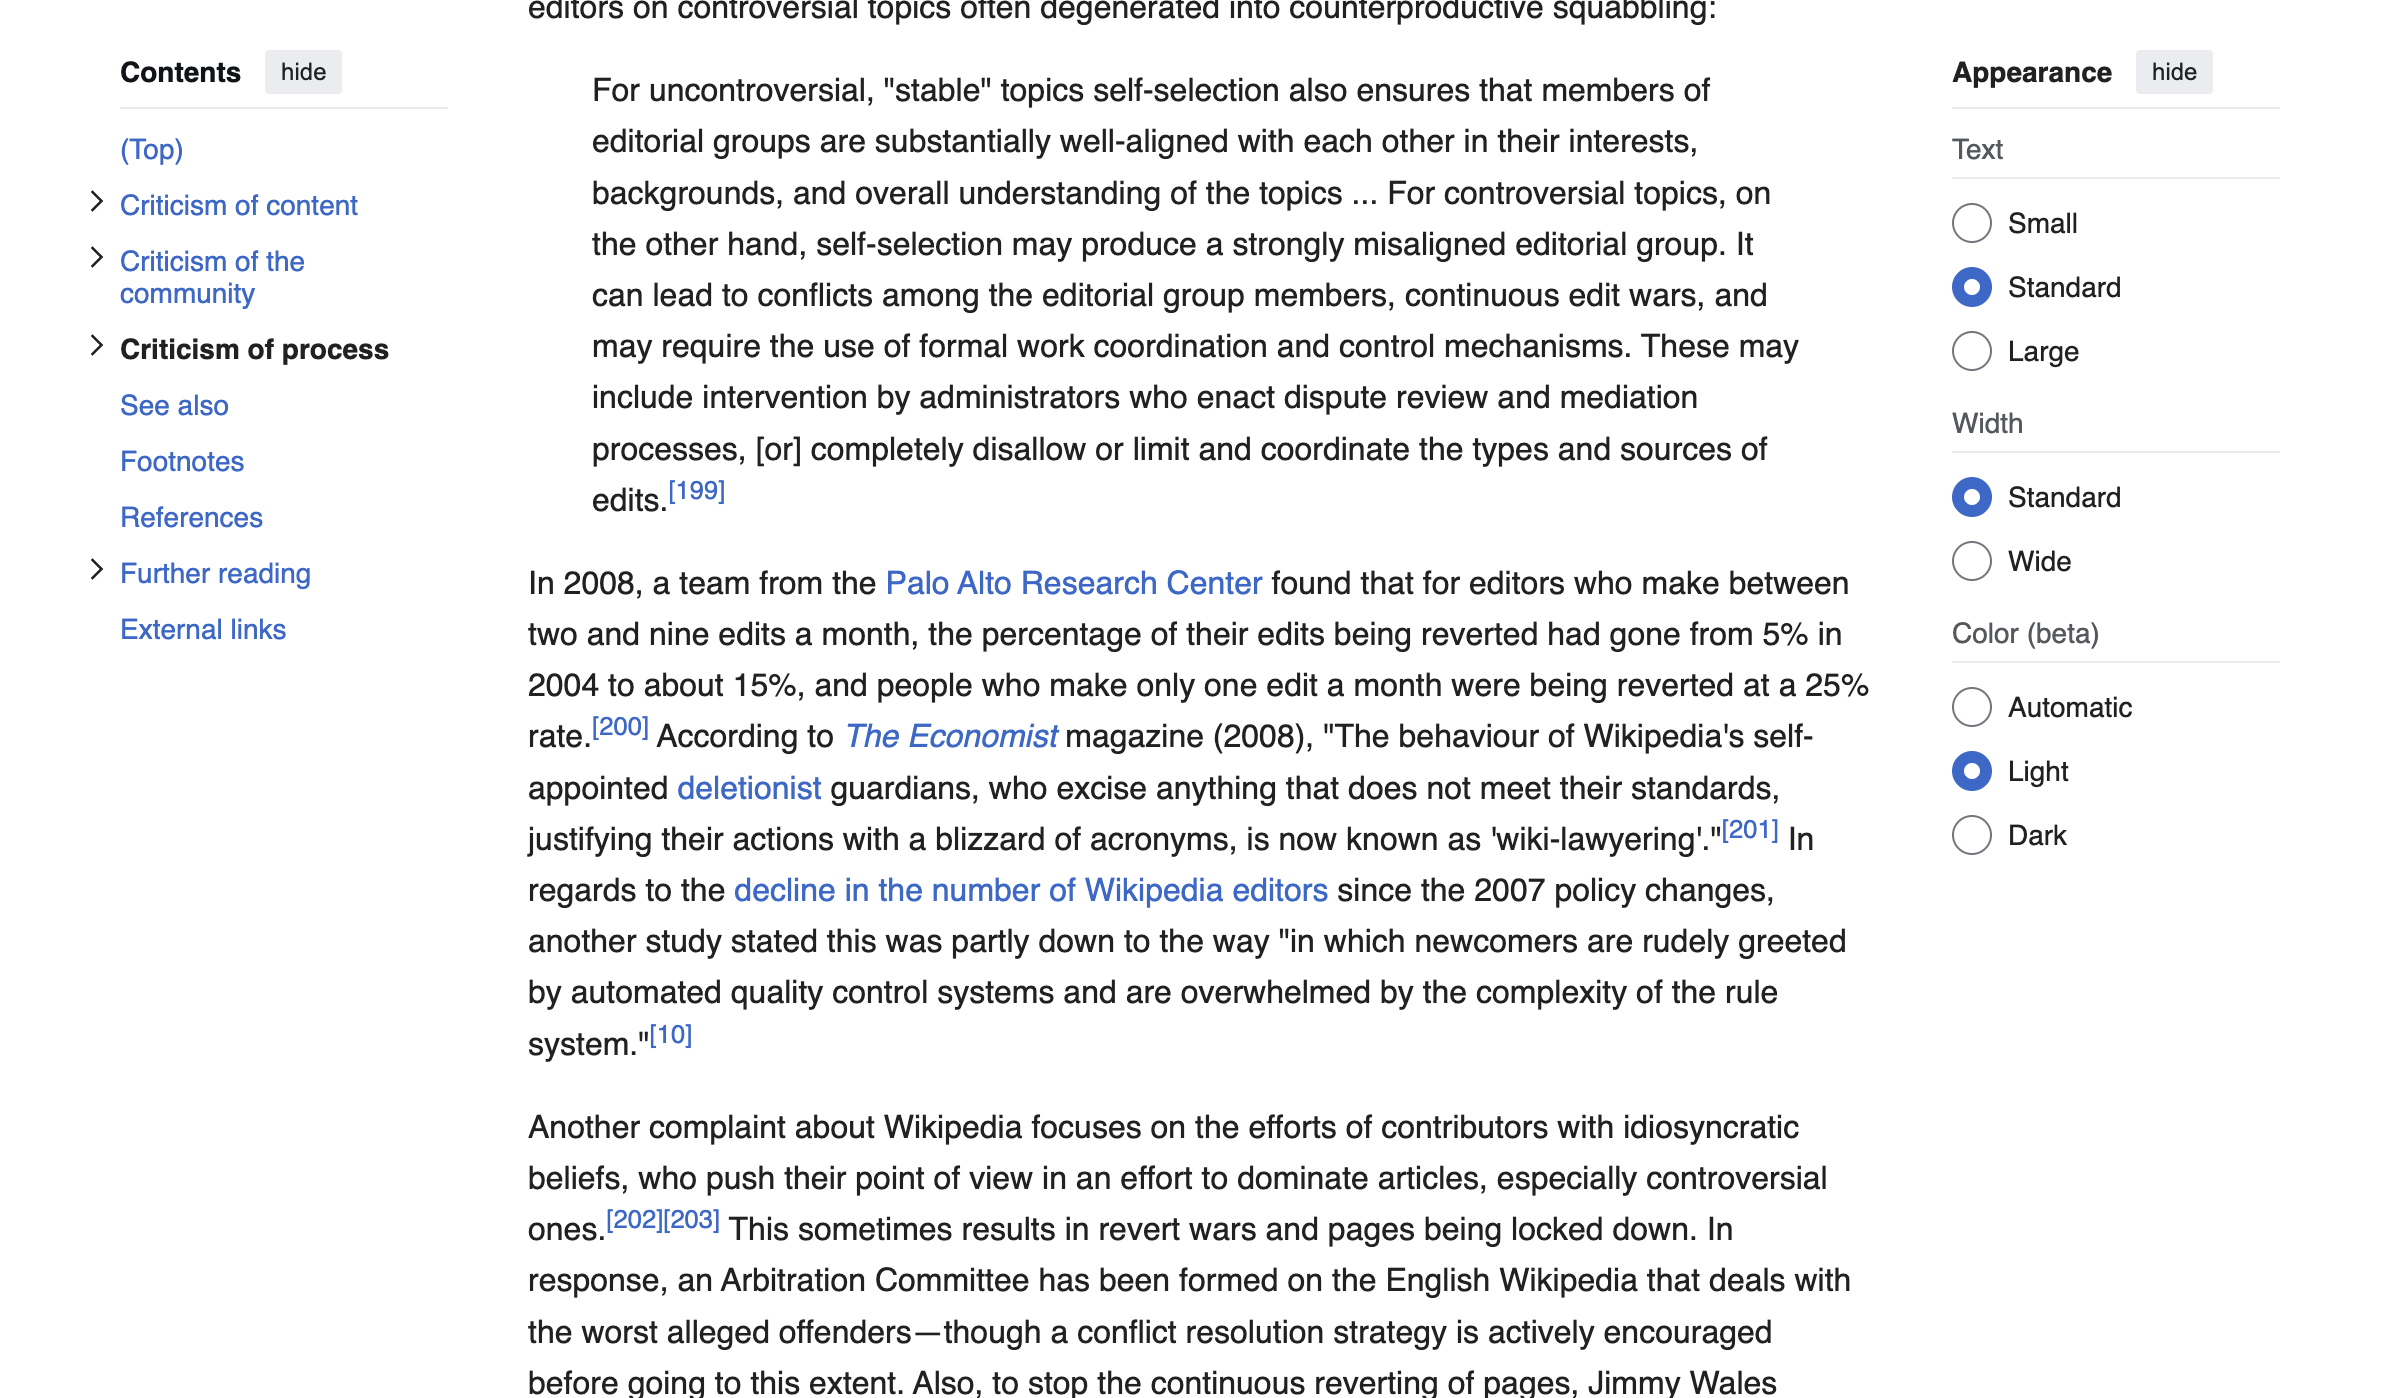 editors on controversial topics often degenerated into counterproductive squabbling:
Contents hide
(Top)
Criticism of content
Criticism of the
community
Criticism of process
See also
Footnotes
References
Further reading
External links
For uncontroversial, "stable" topics self-selection also ensures that members of
editorial groups are substantially well-aligned with each other in their interests,
backgrounds, and overall understanding of the topics ... For controversial topics, on
the other hand, self-selection may produce a strongly misaligned editorial group. It
can lead to conflicts among the editorial group members, continuous edit wars, and
may require the use of formal work coordination and control mechanisms. These may
include intervention by administrators who enact dispute review and mediation
processes, [or] completely disallow or limit and coordinate the types and sources of
edits.[199]
In 2008, a team from the Palo Alto Research Center found that for editors who make between
two and nine edits a month, the percentage of their edits being reverted had gone from 5% in
2004 to about 15%, and people who make only one edit a month were being reverted at a 25%
rate.[200] According to The Economist magazine (2008), "The behaviour of Wikipedia's self-
appointed deletionist guardians, who excise anything that does not meet their standards,
justifying their actions with a blizzard of acronyms, is now known as 'wiki-lawyering'."[201] In
regards to the decline in the number of Wikipedia editors since the 2007 policy changes,
another study stated this was partly down to the way "in which newcomers are rudely greeted
by automated quality control systems and are overwhelmed by the complexity of the rule
system."[10]
Another complaint about Wikipedia focuses on the efforts of contributors with idiosyncratic
beliefs, who push their point of view in an effort to dominate articles, especially controversial
ones.[202][203] This sometimes results in revert wars and pages being locked down. In
response, an Arbitration Committee has been formed on the English Wikipedia that deals with
the worst alleged offenders—though a conflict resolution strategy is actively encouraged
before going to this extent. Also, to stop the continuous reverting of pages, Jimmy Wales
Appearance hide
Text
Small
Standard
Large
Width
Standard
Wide
Color (beta)
Automatic
Light
Dark